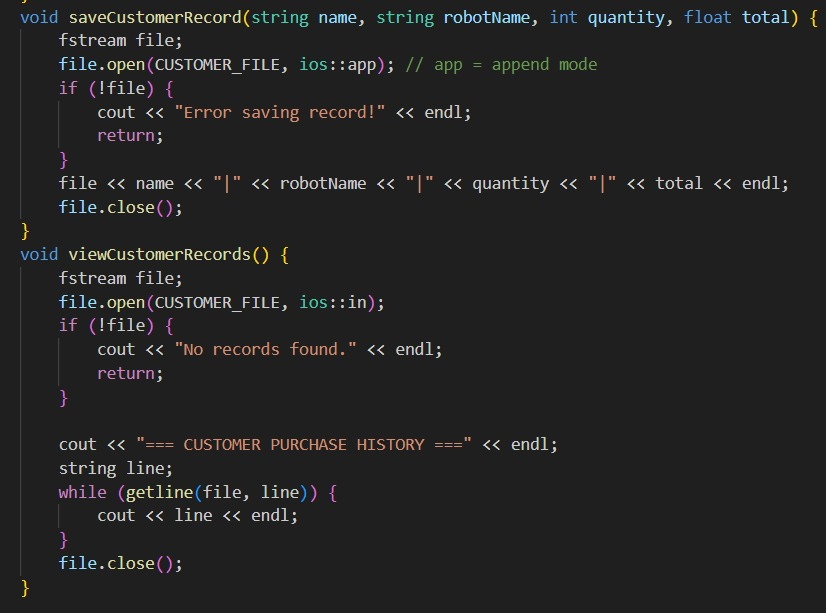 void saveCustomerRecord(string name, string robotName, int quantity, float total) {
    fstream file;
    file.open(CUSTOMER_FILE, ios::app); // app = append mode
    if (!file) {
        cout << "Error saving record!" << endl;
        return;
    }
    file << name << "|" << robotName << "|" << quantity << "|" << total << endl;
    file.close();
}
void viewCustomerRecords() {
    fstream file;
    file.open(CUSTOMER_FILE, ios::in);
    if (!file) {
        cout << "No records found." << endl;
        return;
    }

    cout << "=== CUSTOMER PURCHASE HISTORY ===" << endl;
    string line;
    while (getline(file, line)) {
        cout << line << endl;
    }
    file.close();
}